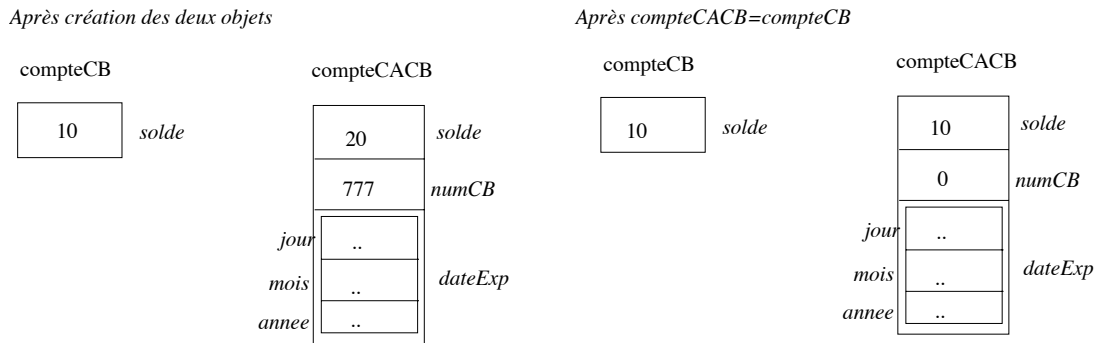 Après création des deux objets
compteCB
compteCACB
10
solde
20
solde
777
numCB
jour
..
mois
..
dateExp
annee
..
Après compteCACB=compteCB
compteCB
compteCACB
10
solde
10
solde
0
numCB
jour
..
mois
..
dateExp
annee
..